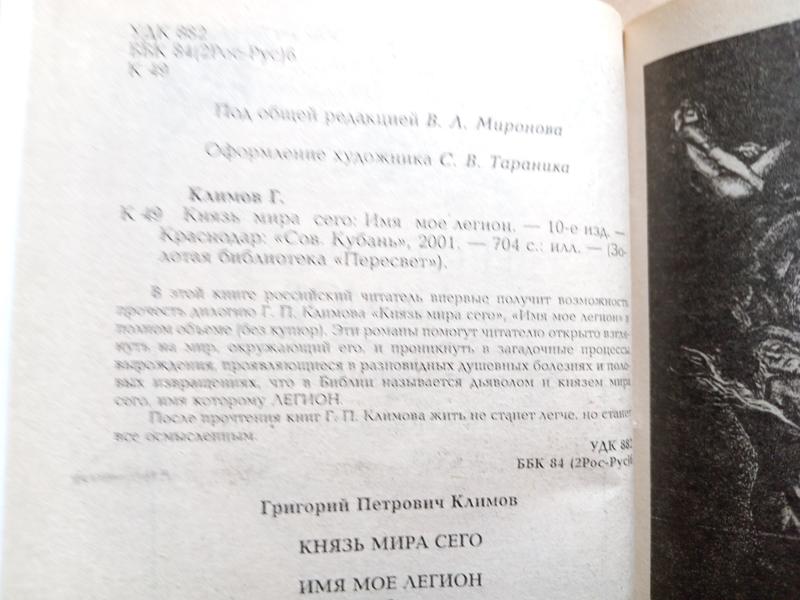 УДК 882
ББК 84(2Рос-Рус)6
К 49
Под общей редакцией В. Л. Миронова
Оформление художника С. В. Тараника
Климов Г.
К 49 Князь мира сего: Имя мое легион. — 10-е изд. —
Краснодар: «Сов. Кубань», 2001. — 704 с.: илл. — (Зо-
лотая библиотека «Пересвет»).
В этой книге российский читатель впервые получит возможность
прочесть дилогию Г. П. Климова «Князь мира сего», «Имя мое легион» в
полном объеме (без купюр). Эти романы помогут читателю открыто взгля-
нуть на мир, окружающий его, и проникнуть в загадочные процессы
вырождения, проявляющиеся в разновидных душевных болезнях и поло-
вых извращениях, что в Библии называется дьяволом и князем мира
сего, имя которому ЛЕГИОН.
После прочтения книг Г. П. Климова жить не станет легче, но станет
все осмысленным.
УДК 882
ББК 84 (2Рос-Рус)6
Григорий Петрович Климов
КНЯЗЬ МИРА СЕГО
ИМЯ МОЕ ЛЕГИОН